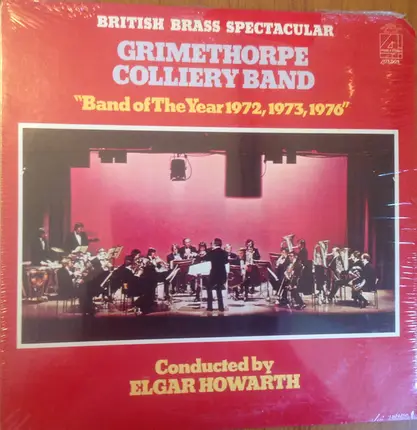 BRITISH BRASS SPECTACULAR
GRIMETHORPE
COLLIERY BAND
"Band of The Year 1972, 1973, 1976"
Conducted by
ELGAR HOWARTH